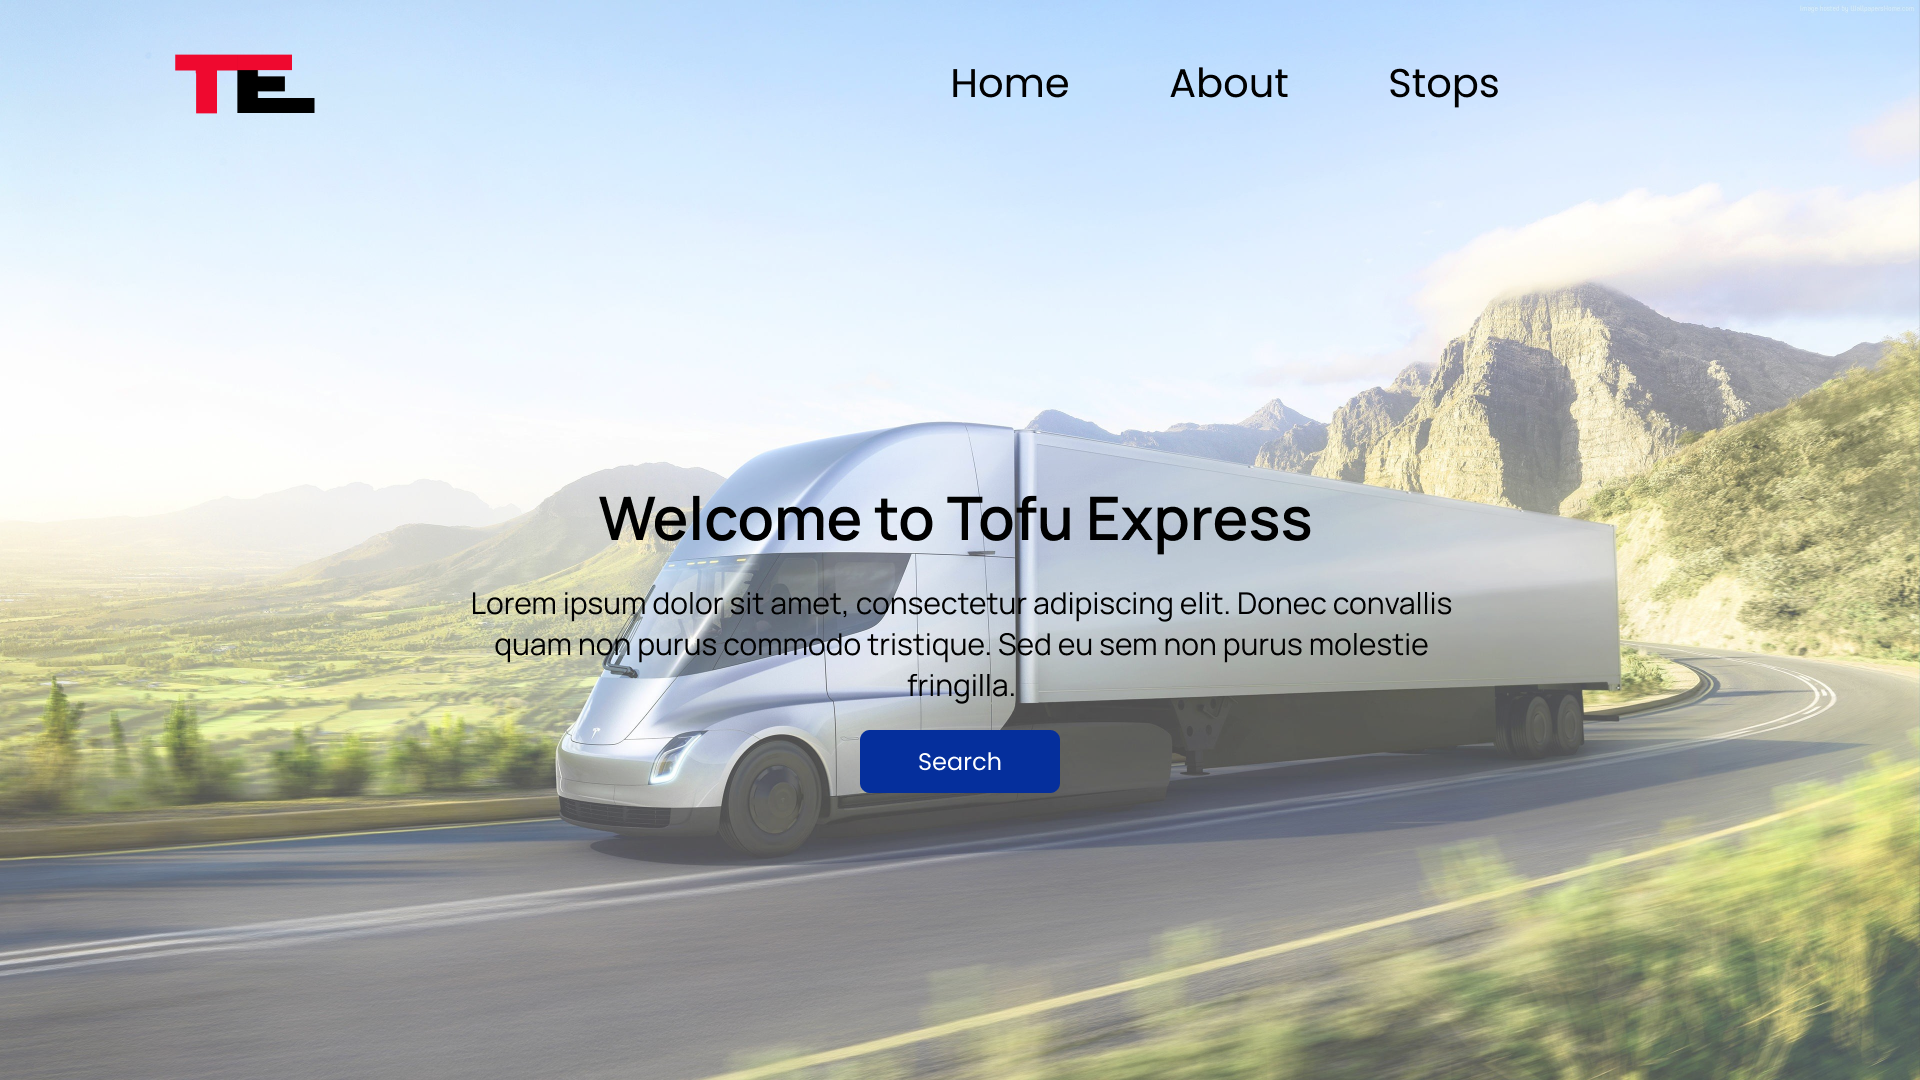 TE
Home About Stops
Welcome to Tofu Express
Lorem ipsum dolor sit amet, consectetur adipiscing elit. Donec convallis
quam non purus commodo tristique. Sed eu sem non purus molestie
fringilla.
Search